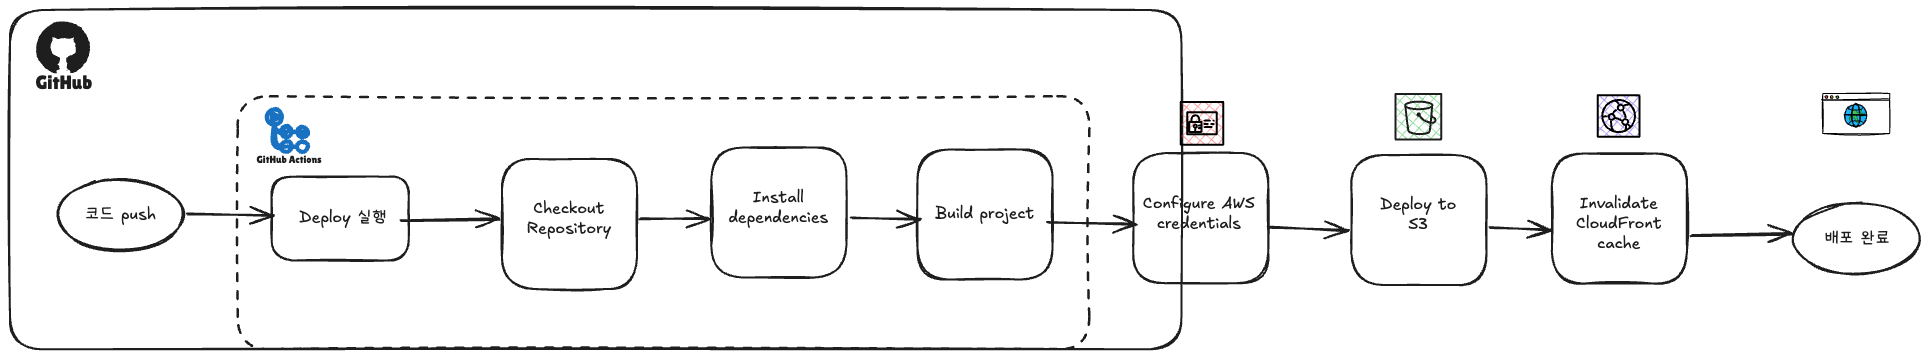 GitHub
GitHub Actions
코드 push
Deploy 실행
Checkout
Repository
Install
dependencies
Build project
Configure AWS
credentials
Deploy to
S3
Invalidate
CloudFront
cache
배포 완료